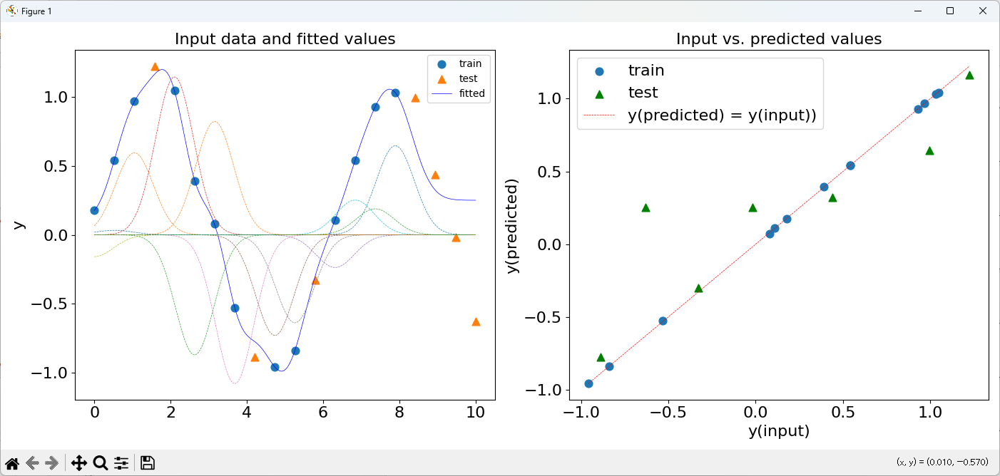 Figure 1
Input data and fitted values
train
test
fitted
1.0
0.5
0.0
−0.5
−1.0
y
0 2 4 6 8 10
Input vs. predicted values
train
test
y(predicted) = y(input))
1.0
0.5
0.0
−0.5
−1.0
y(predicted)
−1.0 −0.5 0.0 0.5 1.0
y(input)
(x, y) = (0.010, −0.570)